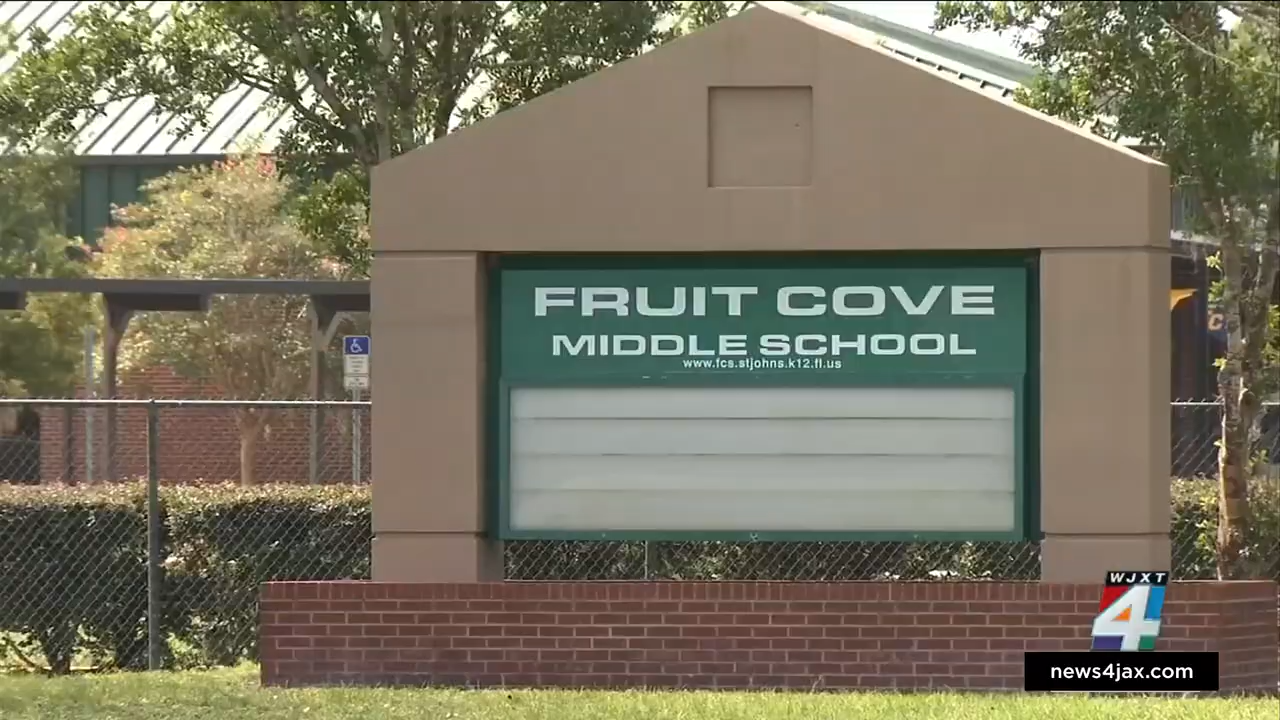 FRUIT COVE
MIDDLE SCHOOL
www.fcs.stjohns.k12.fl.us
WJXT
4
news4jax.com